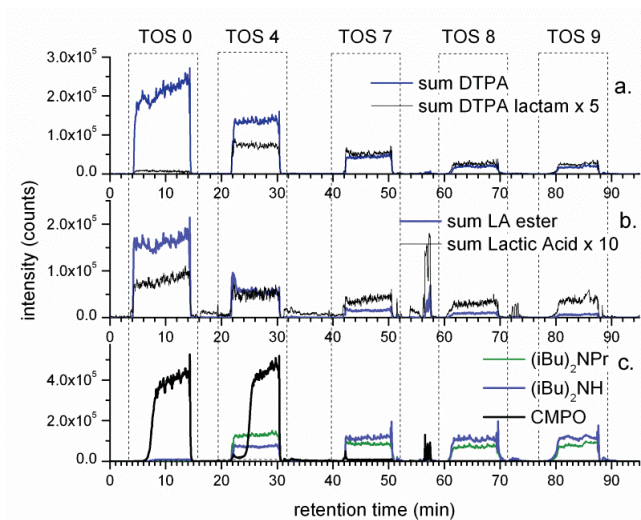 TOS 0 TOS 4 TOS 7 TOS 8 TOS 9
3.0x10⁵
2.0x10⁵
1.0x10⁵
0.0
sum DTPA
sum DTPA lactam x 5
a.
0 10 20 30 40 50 60 70 80 90
intensity (counts)
2.0x10⁵
1.0x10⁵
0.0
sum LA ester
sum Lactic Acid x 10
b.
0 10 20 30 40 50 60 70 80 90
4.0x10⁵
2.0x10⁵
0.0
(iBu)₂NPr
(iBu)₂NH
CMPO
c.
0 10 20 30 40 50 60 70 80 90
retention time (min)